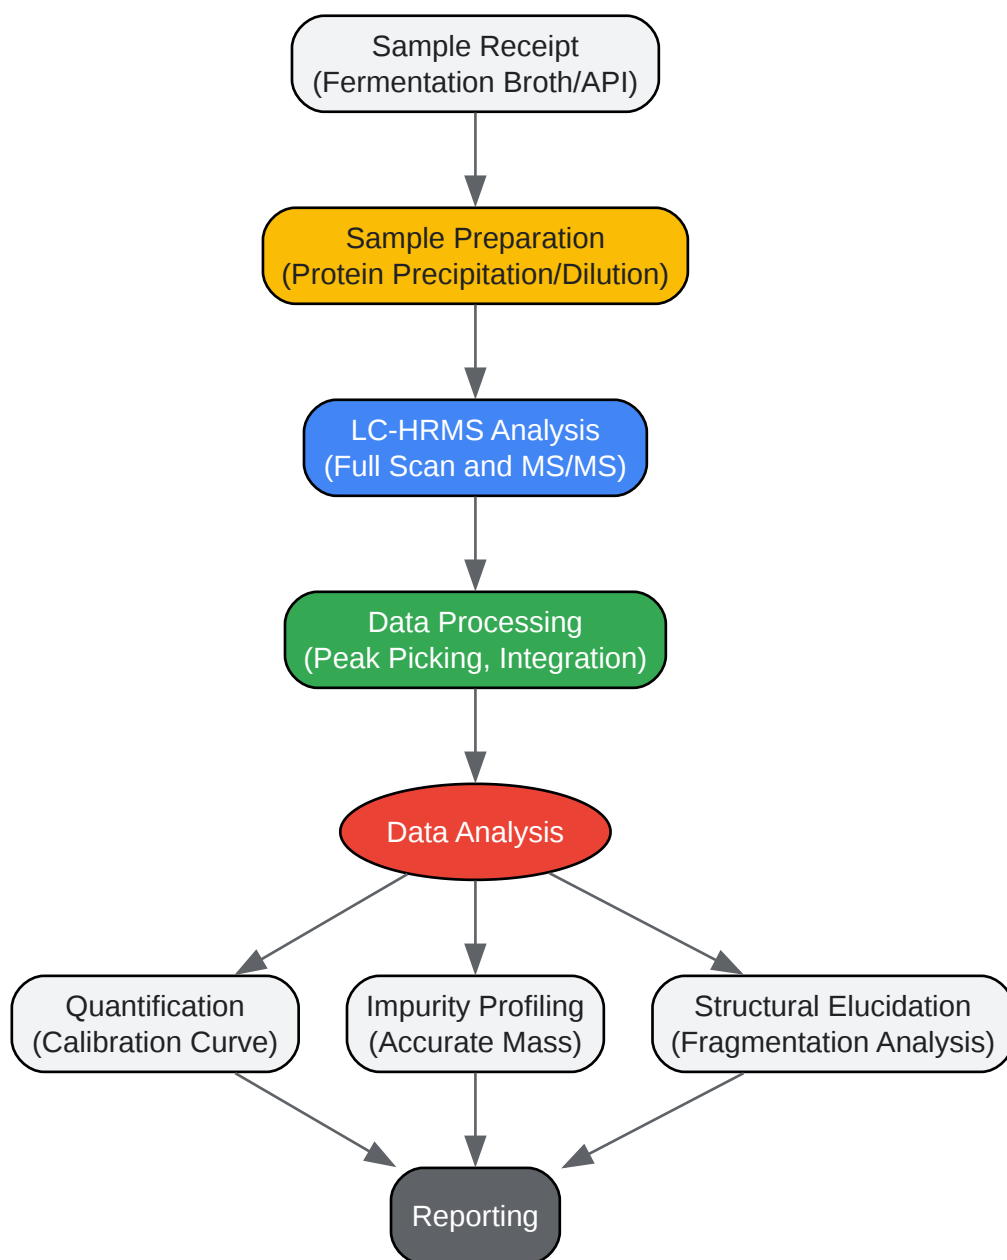 Sample Receipt
(Fermentation Broth/API)
Sample Preparation
(Protein Precipitation/Dilution)
LC-HRMS Analysis
(Full Scan and MS/MS)
Data Processing
(Peak Picking, Integration)
Data Analysis
Quantification
(Calibration Curve)
Impurity Profiling
(Accurate Mass)
Structural Elucidation
(Fragmentation Analysis)
Reporting